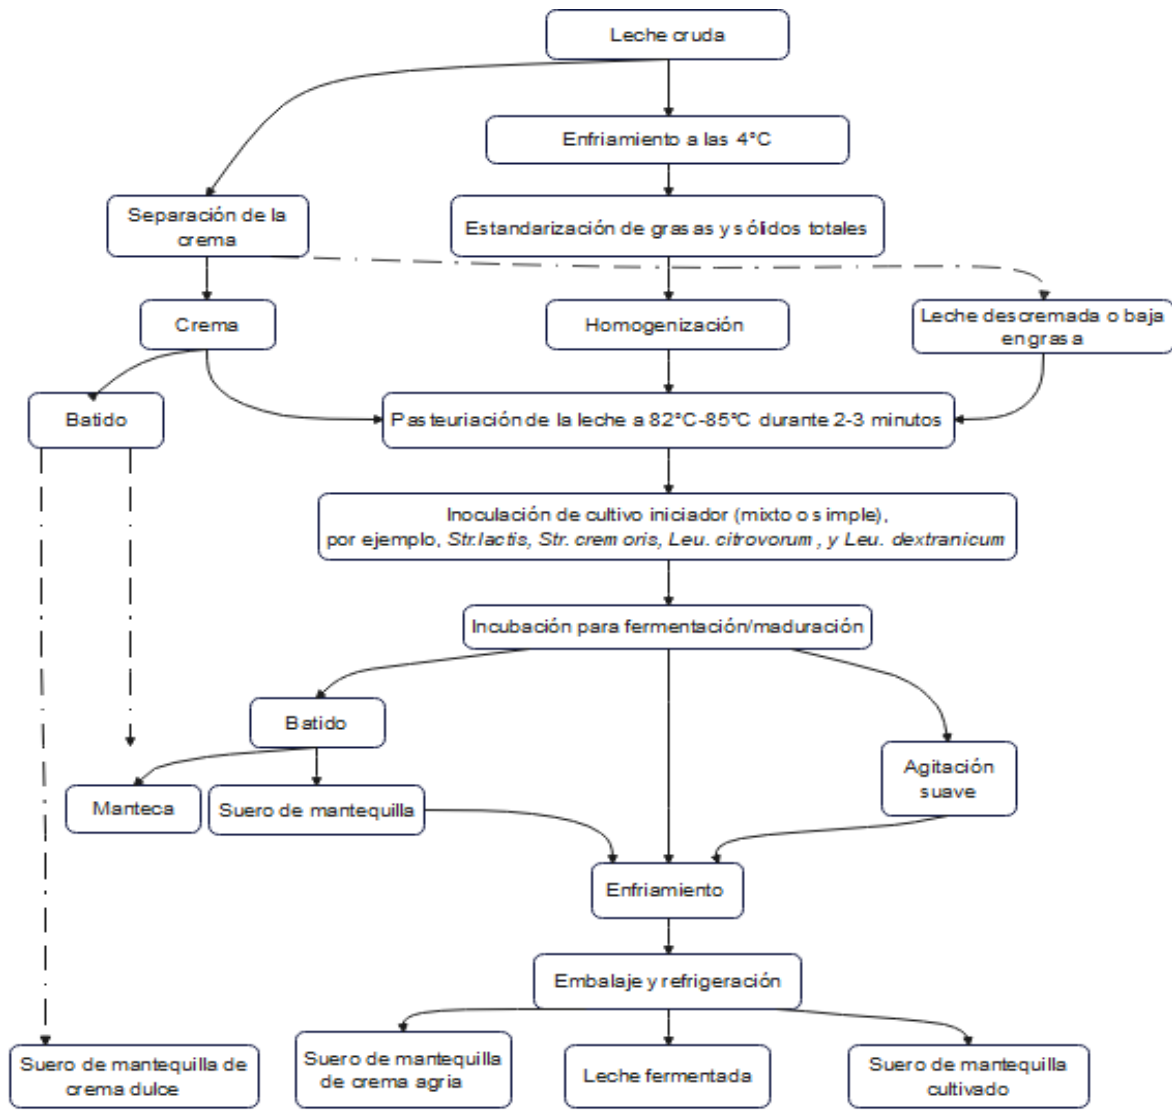 Leche cruda
Enfriamiento a las 4°C
Separación de la
crema
Estandarización de grasas y sólidos totales
Crema
Homogenización
Leche descremada o baja
en grasa
Batido
Pasteuriación de la leche a 82°C-85°C durante 2-3 minutos
Inoculación de cultivo iniciador (mixto o simple),
por ejemplo, Str.lactis, Str. cremoris, Leu. citrovorum, y Leu. dextranicum
Incubación para fermentación/maduración
Batido
Agitación
suave
Manteca
Suero de mantequilla
Enfriamiento
Embalaje y refrigeración
Suero de mantequilla de
crema dulce
Suero de mantequilla
de crema agria
Leche fermentada
Suero de mantequilla
cultivado